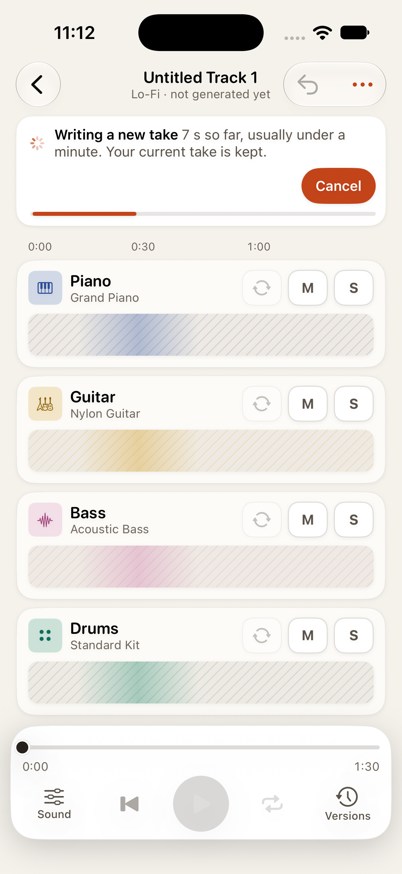 11:12
Untitled Track 1
Lo-Fi · not generated yet
Writing a new take 7 s so far, usually under a
minute. Your current take is kept.
Cancel
0:00 0:30 1:00
Piano
Grand Piano
M S
Guitar
Nylon Guitar
M S
Bass
Acoustic Bass
M S
Drums
Standard Kit
M S
0:00 1:30
Sound Versions